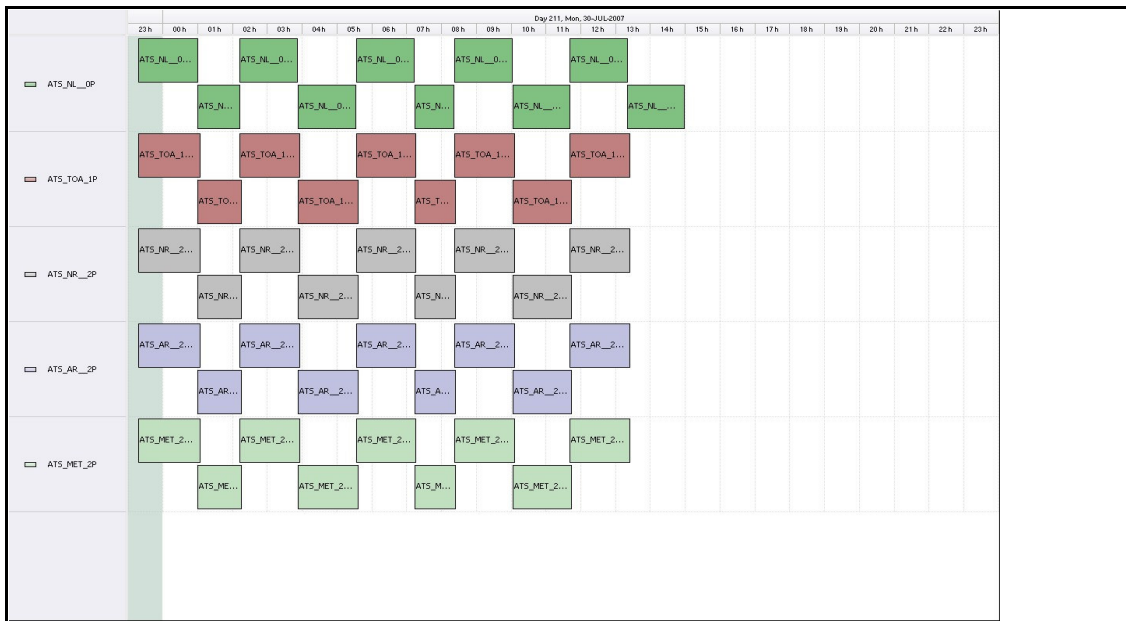 Day 211, Mon, 30-JUL-2007
23 h 00 h 01 h 02 h 03 h 04 h 05 h 06 h 07 h 08 h 09 h 10 h 11 h 12 h 13 h 14 h 15 h 16 h 17 h 18 h 19 h 20 h 21 h 22 h 23 h
ATS_NL__0... ATS_NL__0... ATS_NL__0... ATS_NL__0... ATS_NL__0...
ATS_NL__0P
ATS_N... ATS_NL__0... ATS_N... ATS_NL__... ATS_NL__...
ATS_TOA_1... ATS_TOA_1... ATS_TOA_1... ATS_TOA_1... ATS_TOA_1...
ATS_TOA_1P
ATS_TO... ATS_TOA_1... ATS_T... ATS_TOA_1...
ATS_NR__2... ATS_NR__2... ATS_NR__2... ATS_NR__2... ATS_NR__2...
ATS_NR__2P
ATS_NR... ATS_NR__2... ATS_N... ATS_NR__2...
ATS_AR__2... ATS_AR__2... ATS_AR__2... ATS_AR__2... ATS_AR__2...
ATS_AR__2P
ATS_AR... ATS_AR__2... ATS_A... ATS_AR__2...
ATS_MET_2... ATS_MET_2... ATS_MET_2... ATS_MET_2... ATS_MET_2...
ATS_MET_2P
ATS_ME... ATS_MET_2... ATS_M... ATS_MET_2...